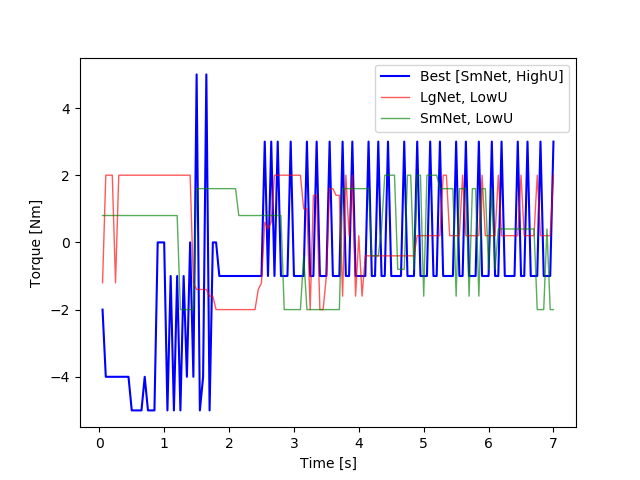 Best [SmNet, HighU]
LgNet, LowU
SmNet, LowU
Torque [Nm]
4
2
0
−2
−4
0 1 2 3 4 5 6 7
Time [s]